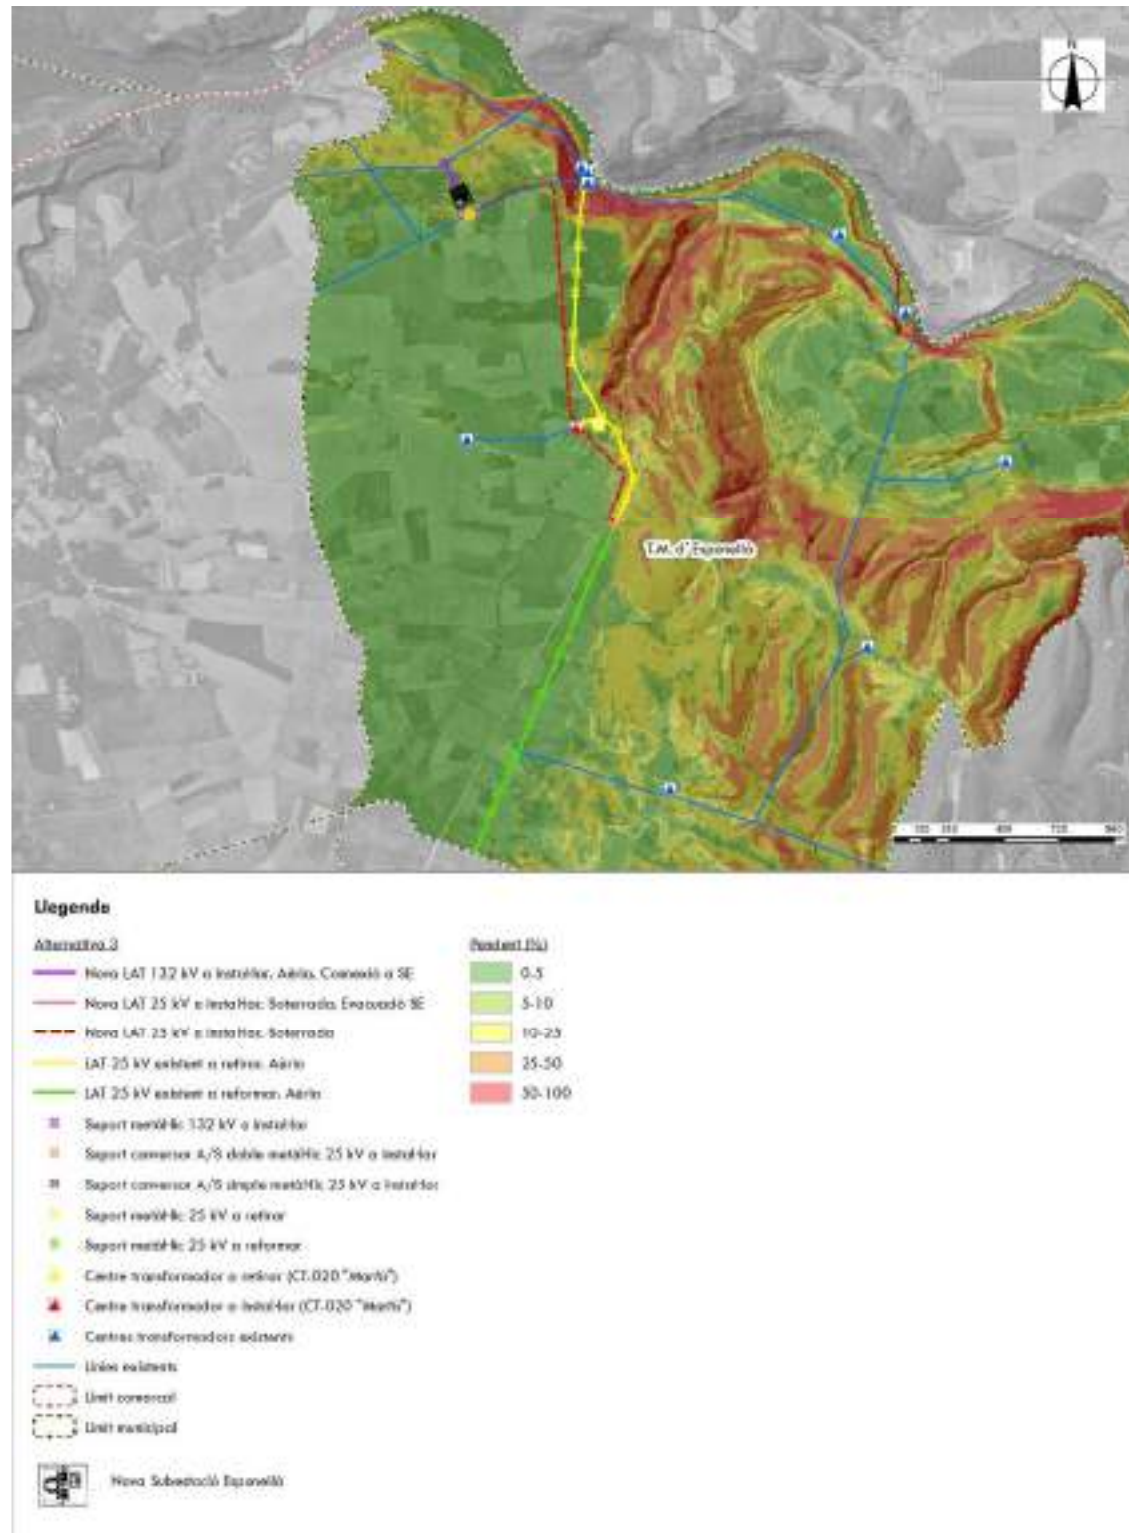 N
T.M. d'Esponellà
720
960
Llegenda
Alternativa 3
Pendent (%)
Nova LAT 132 kV a instal·lar. Aèria. Connexió a SE
0-5
Nova LAT 25 kV a instal·lar. Soterrada. Evacuació SE
5-10
Nova LAT 25 kV a instal·lar. Soterrada
10-25
LAT 25 kV existent a retirar. Aèria
25-50
LAT 25 kV existent a reformar. Aèria
50-100
Suport metàl·lic 132 kV a instal·lar
Suport conversor A/S doble metàl·lic 25 kV a instal·lar
Suport conversor A/S simple metàl·lic 25 kV a instal·lar
Suport metàl·lic 25 kV a retirar
Suport metàl·lic 25 kV a reformar
Centre transformador a retirar (CT-020 "Martís")
Centre transformador a instal·lar (CT-020 "Martís")
Centres transformadors existents
Línies existents
Límit comarcal
Límit municipal
Nova Subestació Esponellà